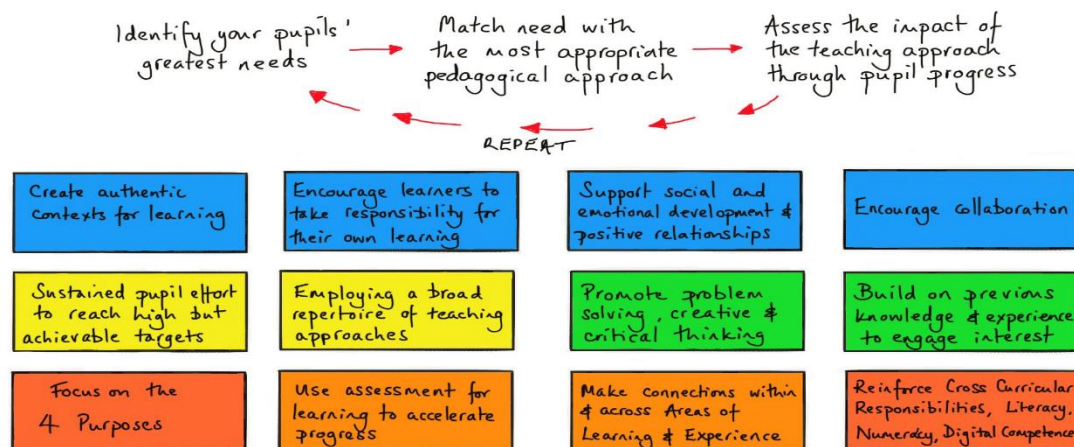 Identify your pupils'
greatest needs
Match need with
the most appropriate
pedagogical approach
Assess the impact of
the teaching approach
through pupil progress
REPEAT
Create authentic
contexts for learning
Encourage learners to
take responsibility for
their own learning
Support social and
emotional development &
positive relationships
Encourage collaboration
Sustained pupil effort
to reach high but
achievable targets
Employing a broad
repertoire of teaching
approaches
Promote problem
solving, creative &
critical thinking
Build on previous
knowledge & experience
to engage interest
Focus on the
4 Purposes
Use assessment for
learning to accelerate
progress
Make connections within
& across Areas of
Learning & Experience
Reinforce Cross Curricular
Responsibilities, Literacy,
Numeracy, Digital Competence